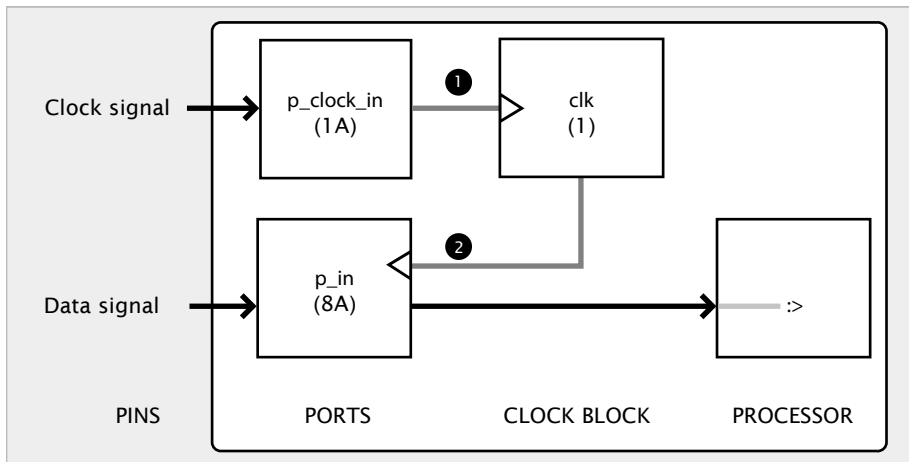 Clock signal
p_clock_in
(1A)
1
clk
(1)
2
Data signal
p_in
(8A)
:>
PINS
PORTS
CLOCK BLOCK
PROCESSOR